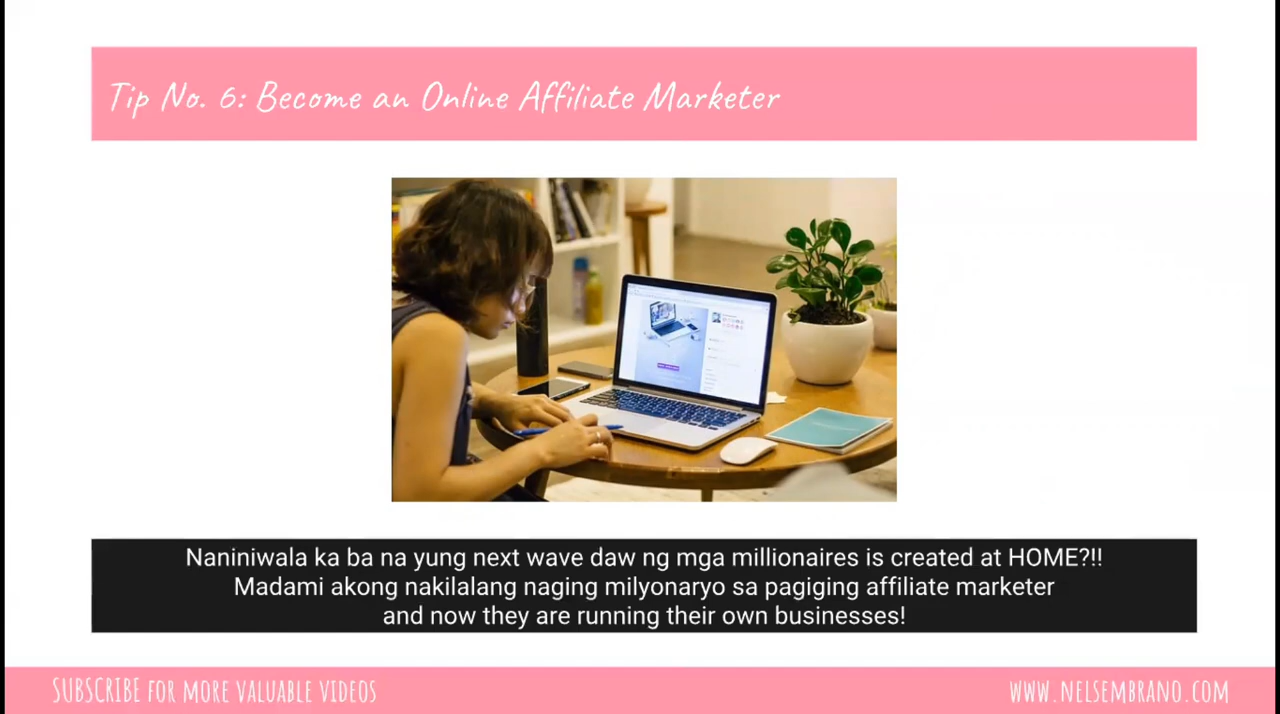 Tip No. 6: Become an Online Affiliate Marketer
Naniniwala ka ba na yung next wave daw ng mga millionaires is created at HOME?!!
Madami akong nakilalang naging milyonaryo sa pagiging affiliate marketer
and now they are running their own businesses!
SUBSCRIBE FOR MORE VALUABLE VIDEOS
WWW.NELSEMBRANO.COM